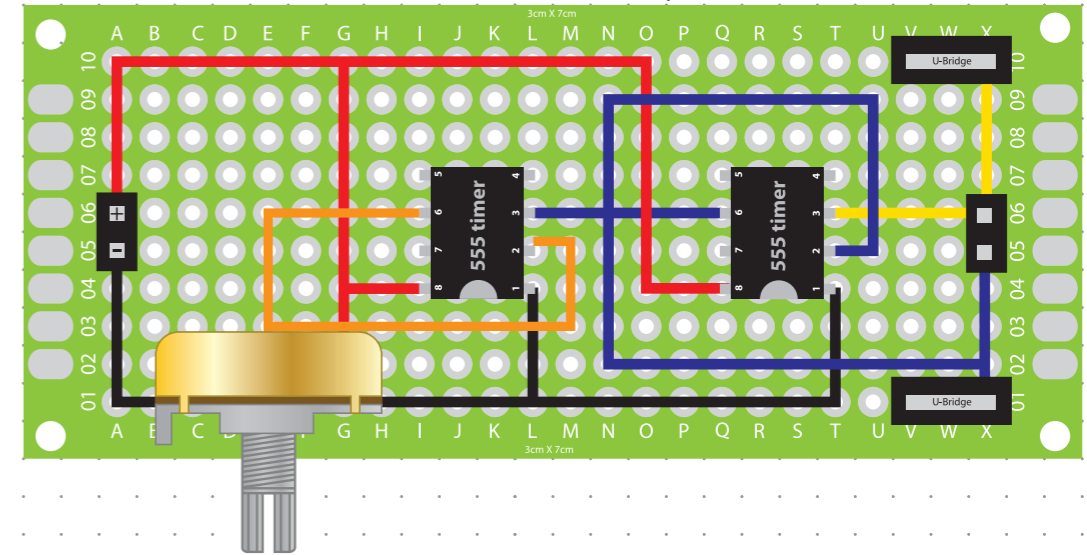 3cm X 7cm
A B C D E F G H I J K L M N O P Q R S T U V W X
10 U-Bridge 10
09 09
08 08
07 5 4 5 4 07
06 + 6 555 timer 3 6 555 timer 3 06
05 - 7 2 7 2 05
04 8 1 8 1 04
03 03
02 02
01 U-Bridge 01
A B C D F G H I J K L M N O P Q R S T U V W X
3cm X 7cm